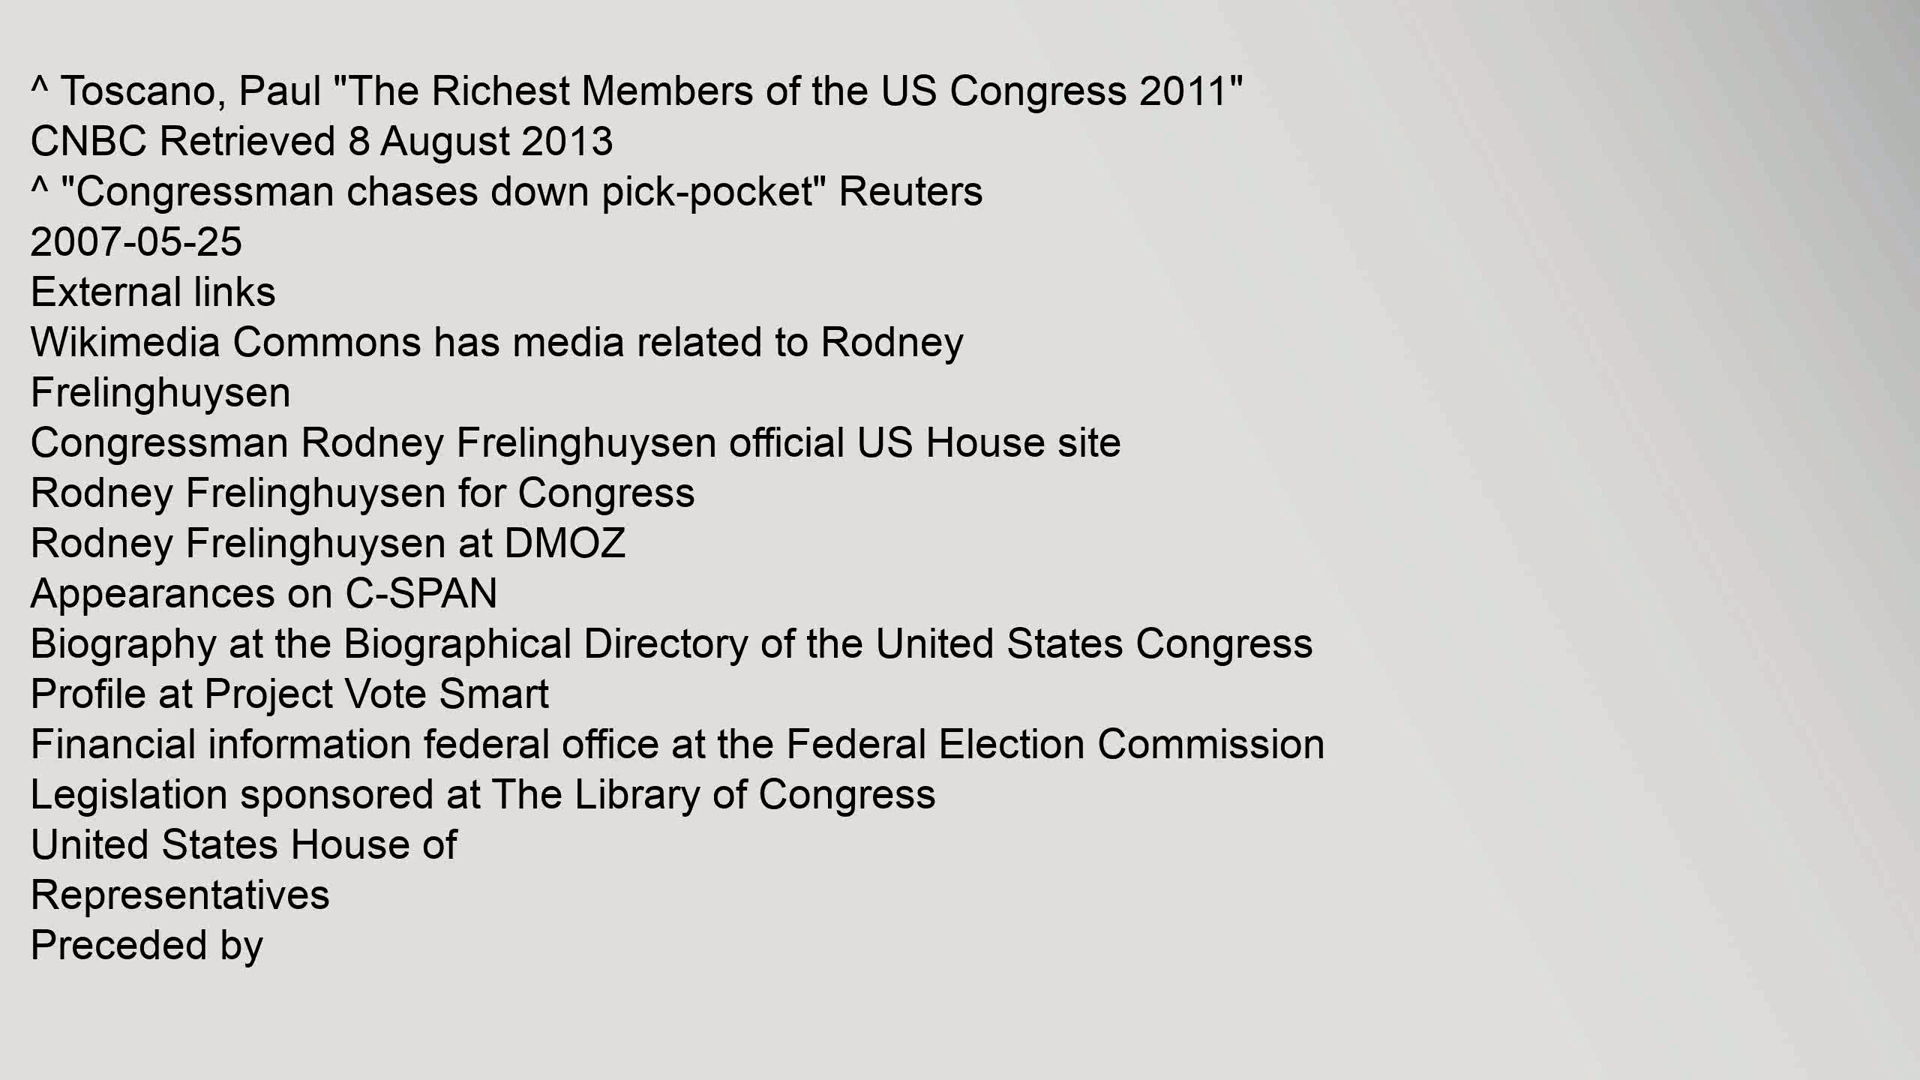 ^ Toscano, Paul "The Richest Members of the US Congress 2011"
CNBC Retrieved 8 August 2013
^ "Congressman chases down pick-pocket" Reuters
2007-05-25
External links
Wikimedia Commons has media related to Rodney
Frelinghuysen
Congressman Rodney Frelinghuysen official US House site
Rodney Frelinghuysen for Congress
Rodney Frelinghuysen at DMOZ
Appearances on C-SPAN
Biography at the Biographical Directory of the United States Congress
Profile at Project Vote Smart
Financial information federal office at the Federal Election Commission
Legislation sponsored at The Library of Congress
United States House of
Representatives
Preceded by